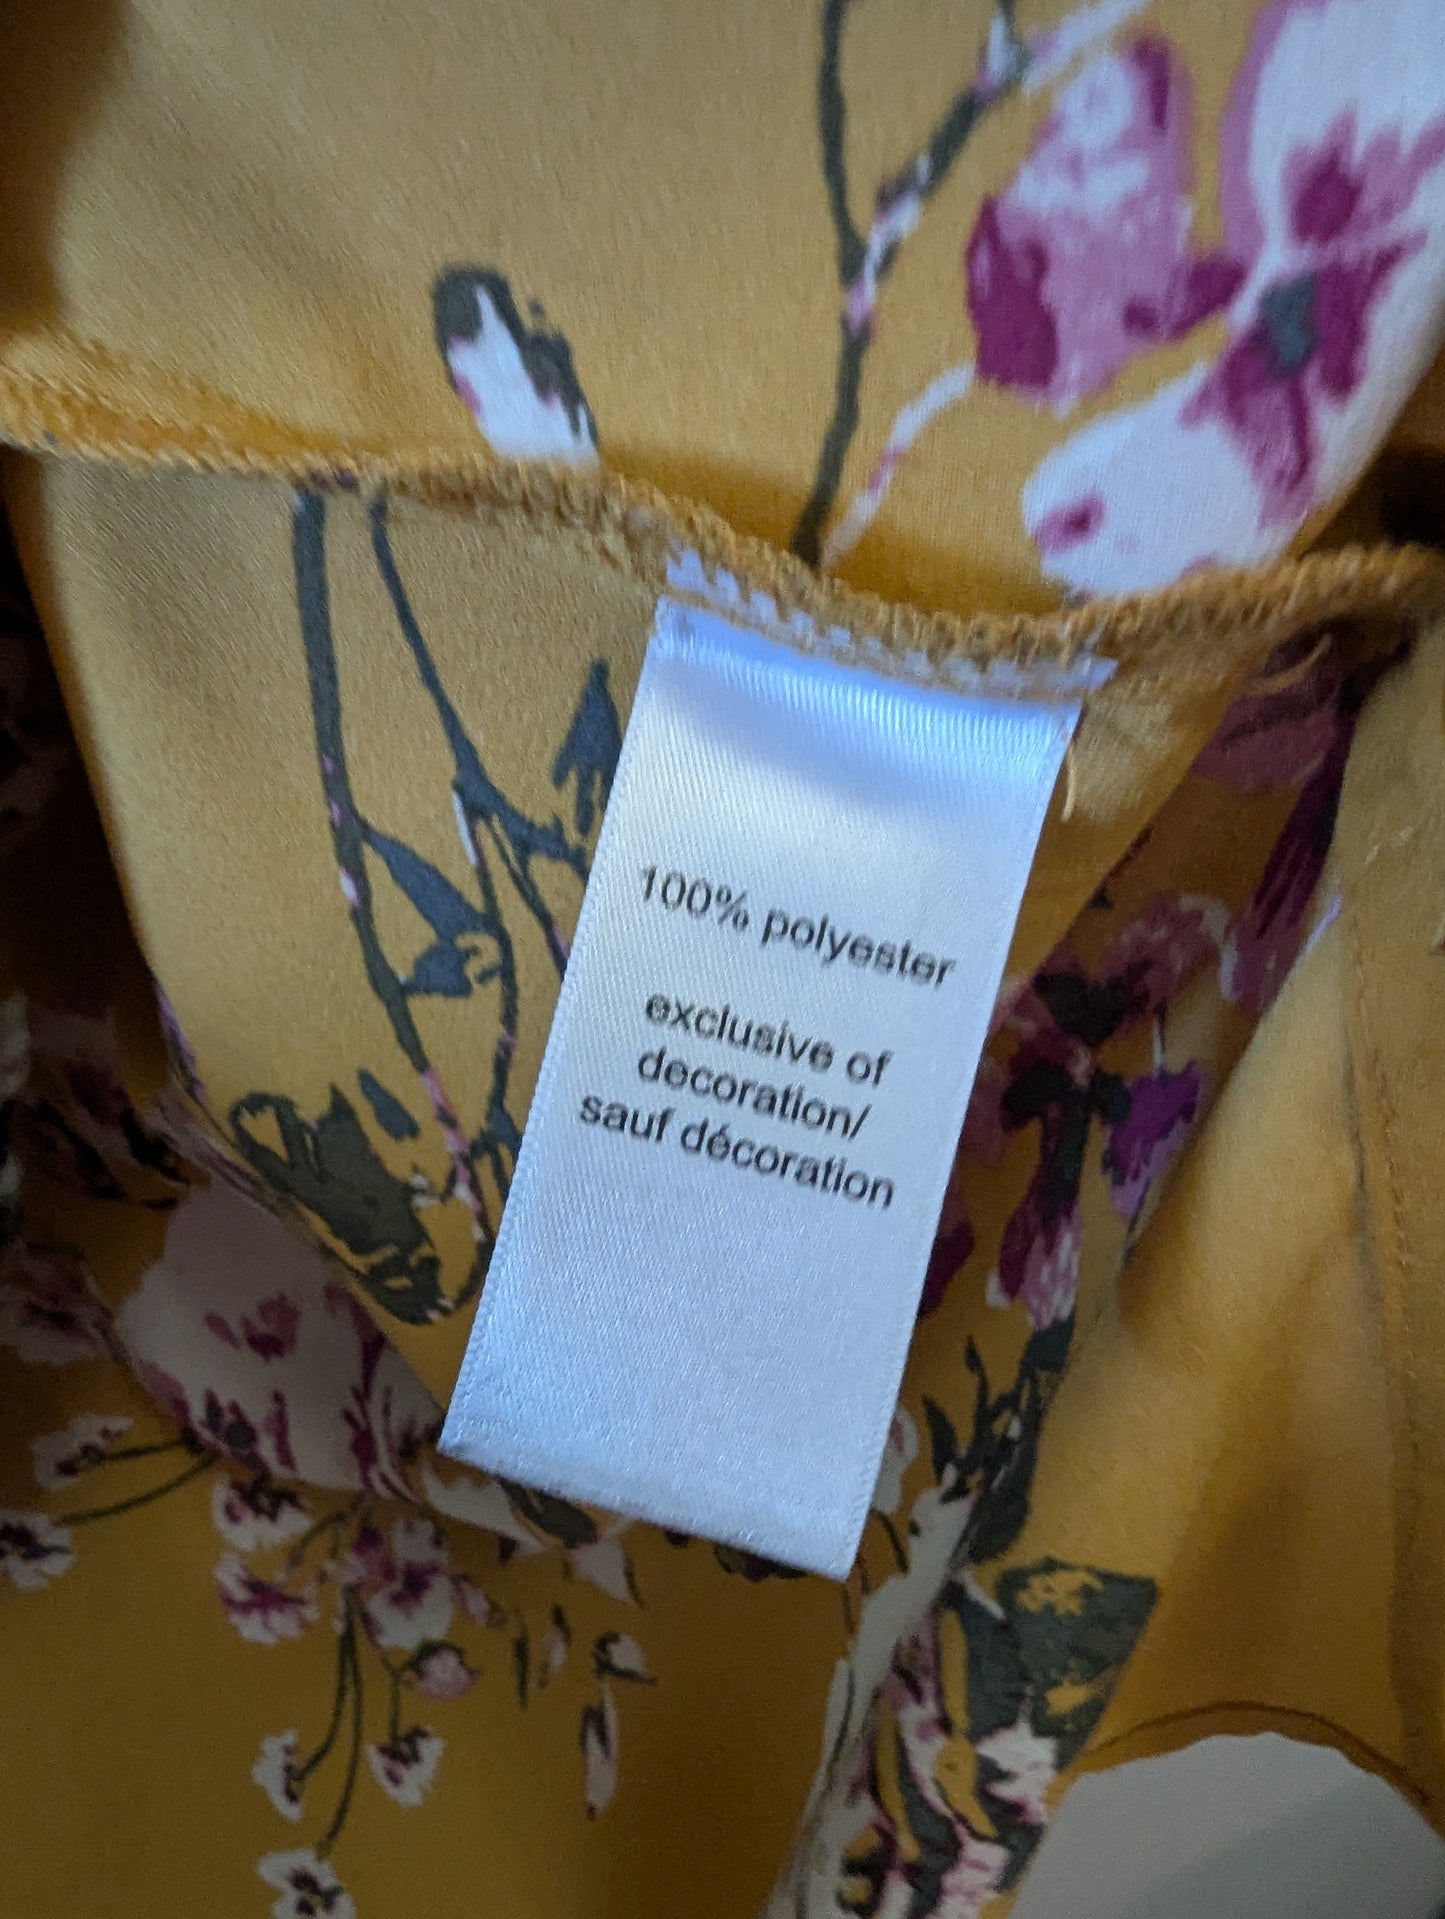 100% polyester
exclusive of
decoration/
sauf décoration